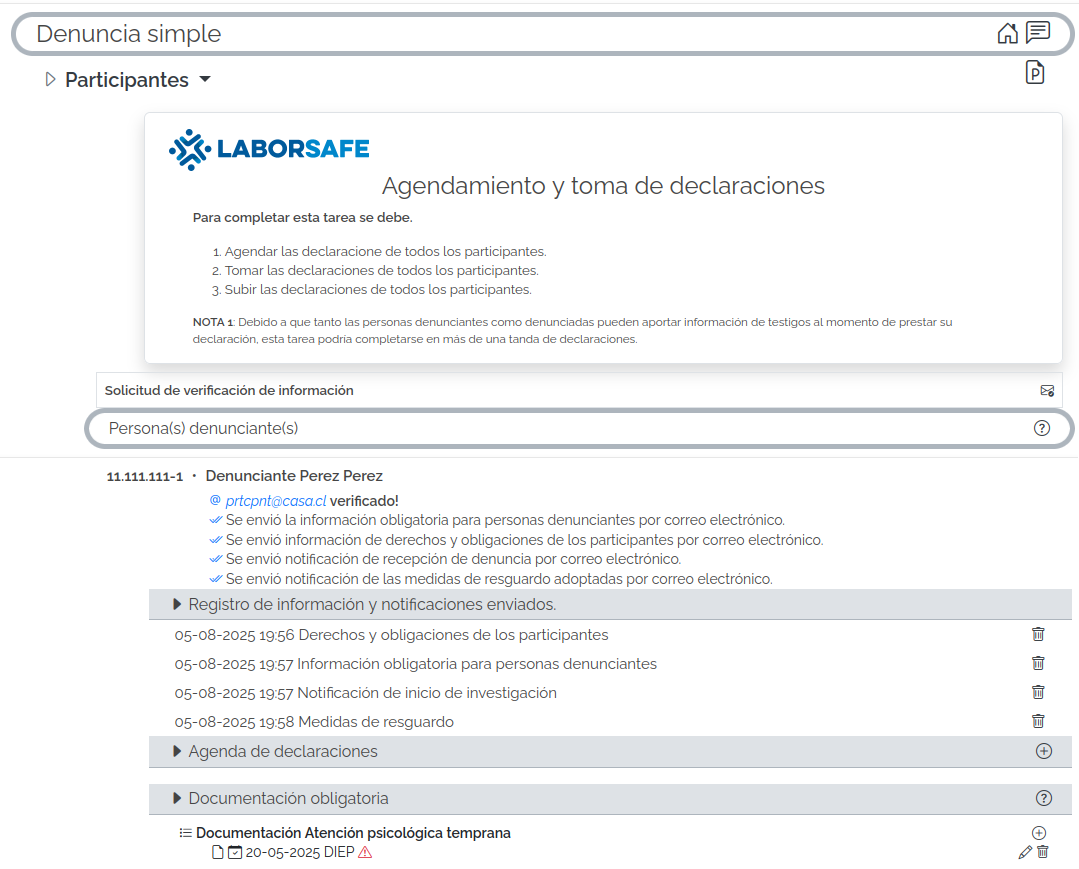 Denuncia simple
Participantes
P
LABORSAFE
Agendamiento y toma de declaraciones
Para completar esta tarea se debe.
1. Agendar las declaracione de todos los participantes.
2. Tomar las declaraciones de todos los participantes.
3. Subir las declaraciones de todos los participantes.
NOTA 1: Debido a que tanto las personas denunciantes como denunciadas pueden aportar información de testigos al momento de prestar su
declaración, esta tarea podría completarse en más de una tanda de declaraciones.
Solicitud de verificación de información
Persona(s) denunciante(s)
11.111.111-1 · Denunciante Perez Perez
@ prtcpnt@casa.cl verificado!
Se envió la información obligatoria para personas denunciantes por correo electrónico.
Se envió información de derechos y obligaciones de los participantes por correo electrónico.
Se envió notificación de recepción de denuncia por correo electrónico.
Se envió notificación de las medidas de resguardo adoptadas por correo electrónico.
Registro de información y notificaciones enviados.
05-08-2025 19:56 Derechos y obligaciones de los participantes
05-08-2025 19:57 Información obligatoria para personas denunciantes
05-08-2025 19:57 Notificación de inicio de investigación
05-08-2025 19:58 Medidas de resguardo
Agenda de declaraciones
Documentación obligatoria
Documentación Atención psicológica temprana
20-05-2025 DIEP